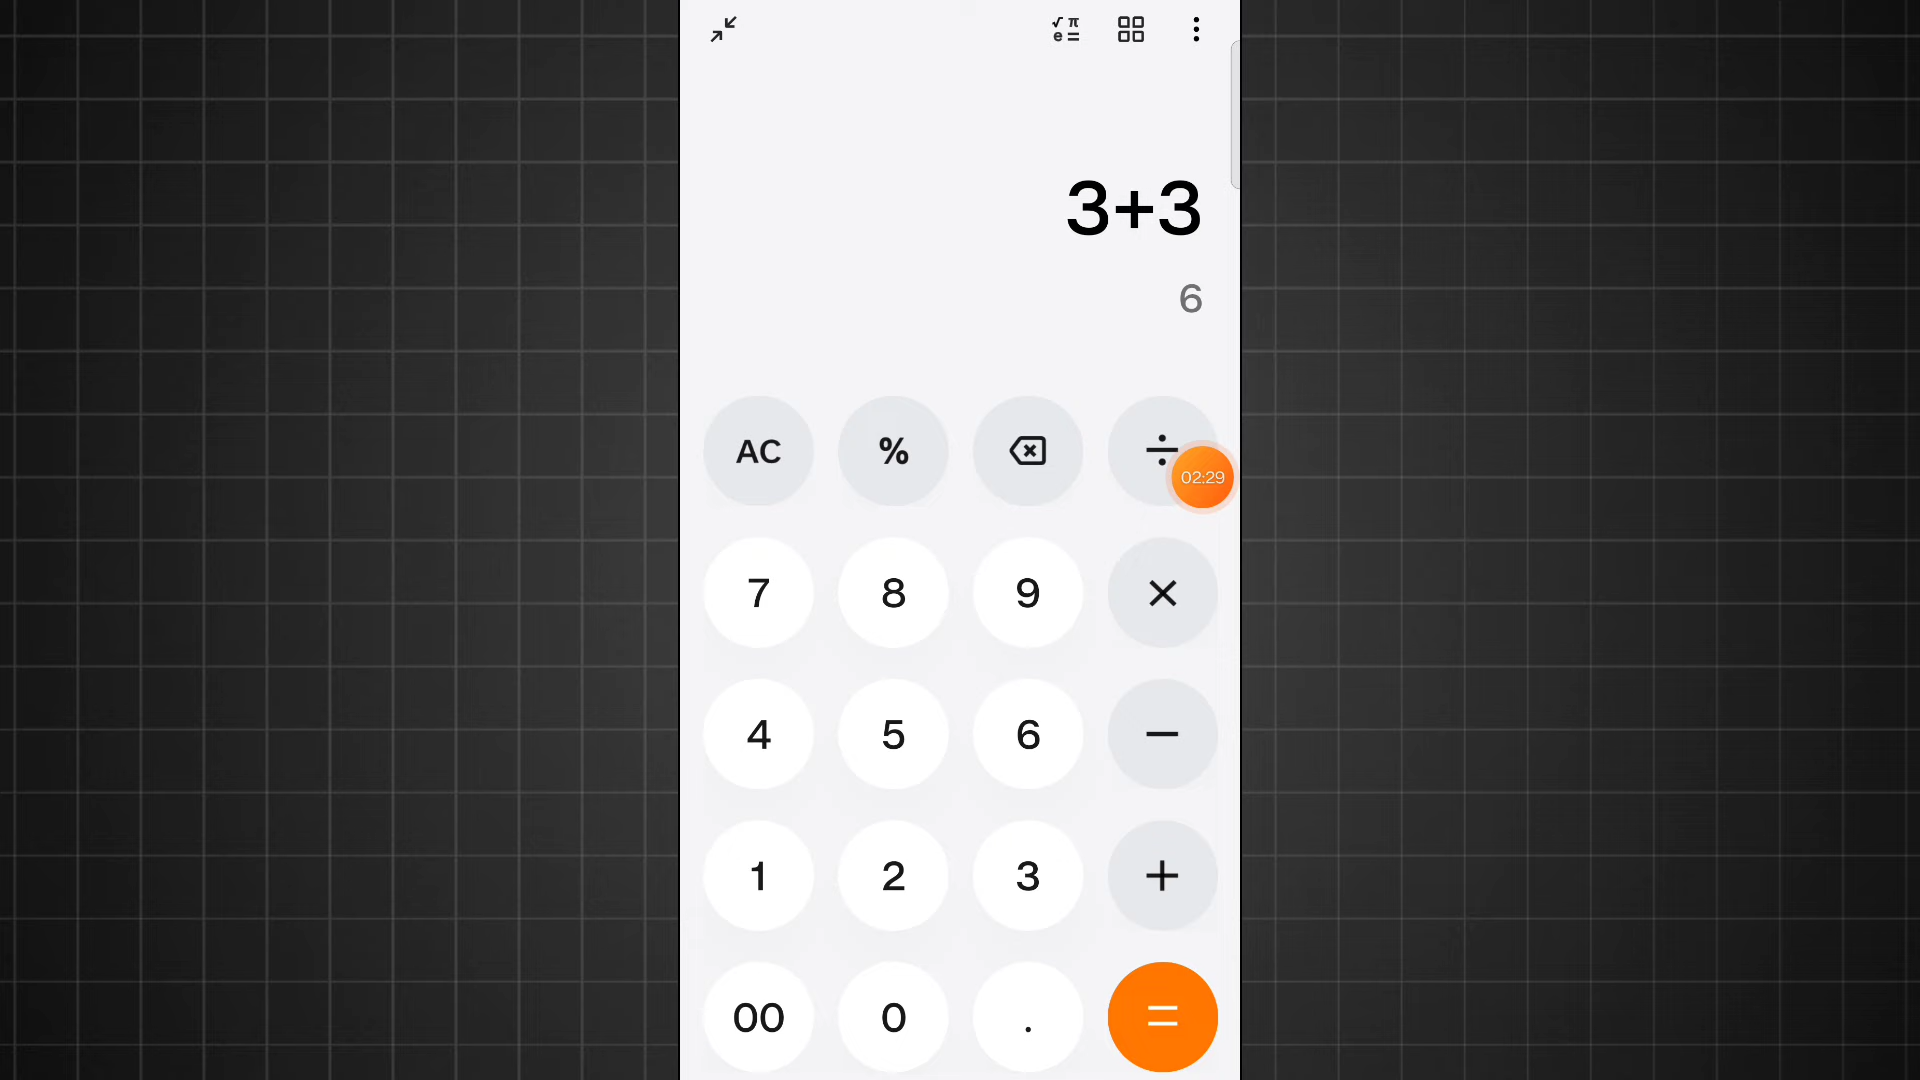 √ π
e =
3+3
6
AC % ÷
02:29
7 8 9 ×
4 5 6 −
1 2 3 +
00 0 . =